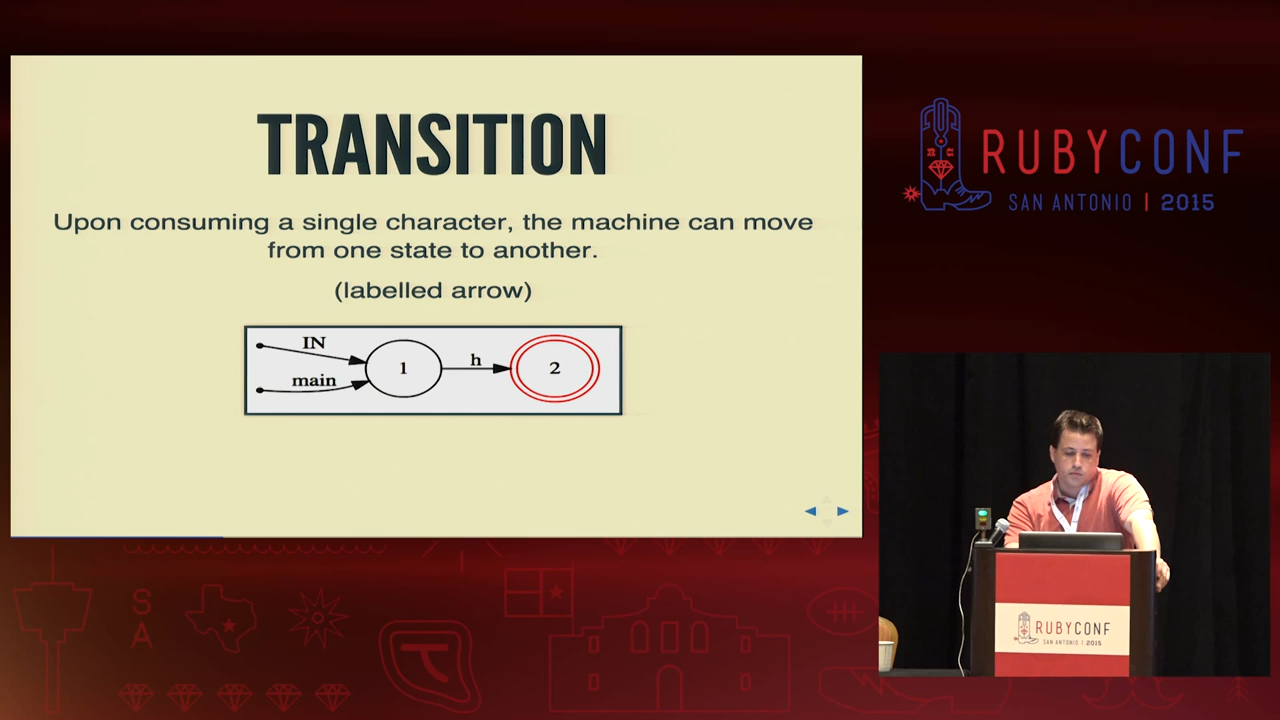 TRANSITION
Upon consuming a single character, the machine can move
from one state to another.
(labelled arrow)
IN
main
1
h
2
RUBYCONF
SAN ANTONIO | 2015
S
A
RUBYCONF
SAN ANTONIO | 2015